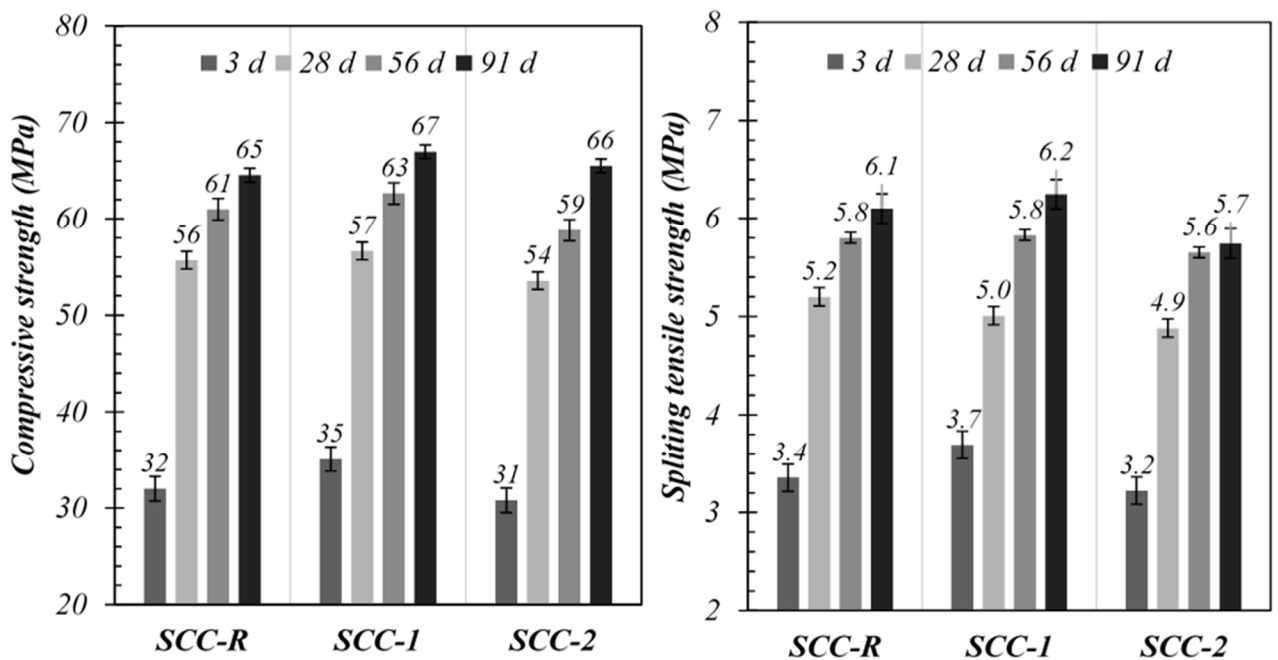 Compressive strength (MPa)
80
70
60
50
40
30
20
3 d 28 d 56 d 91 d
32 56 61 65
35 57 63 67
31 54 59 66
SCC-R SCC-1 SCC-2
Spliting tensile strength (MPa)
8
7
6
5
4
3
2
3 d 28 d 56 d 91 d
3.4 5.2 5.8 6.1
3.7 5.0 5.8 6.2
3.2 4.9 5.6 5.7
SCC-R SCC-1 SCC-2